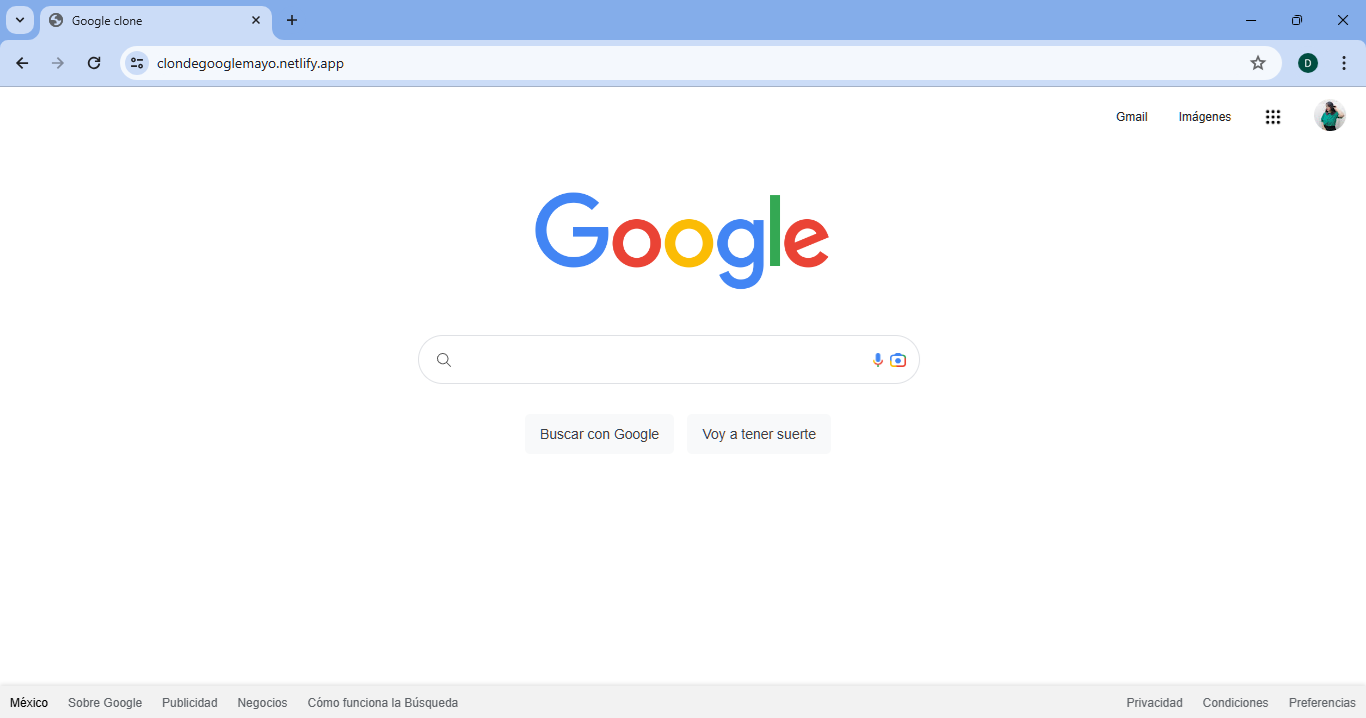 Google clone
clondegooglemayo.netlify.app
D
Gmail Imágenes
Google
Buscar con Google Voy a tener suerte
México Sobre Google Publicidad Negocios Cómo funciona la Búsqueda Privacidad Condiciones Preferencias